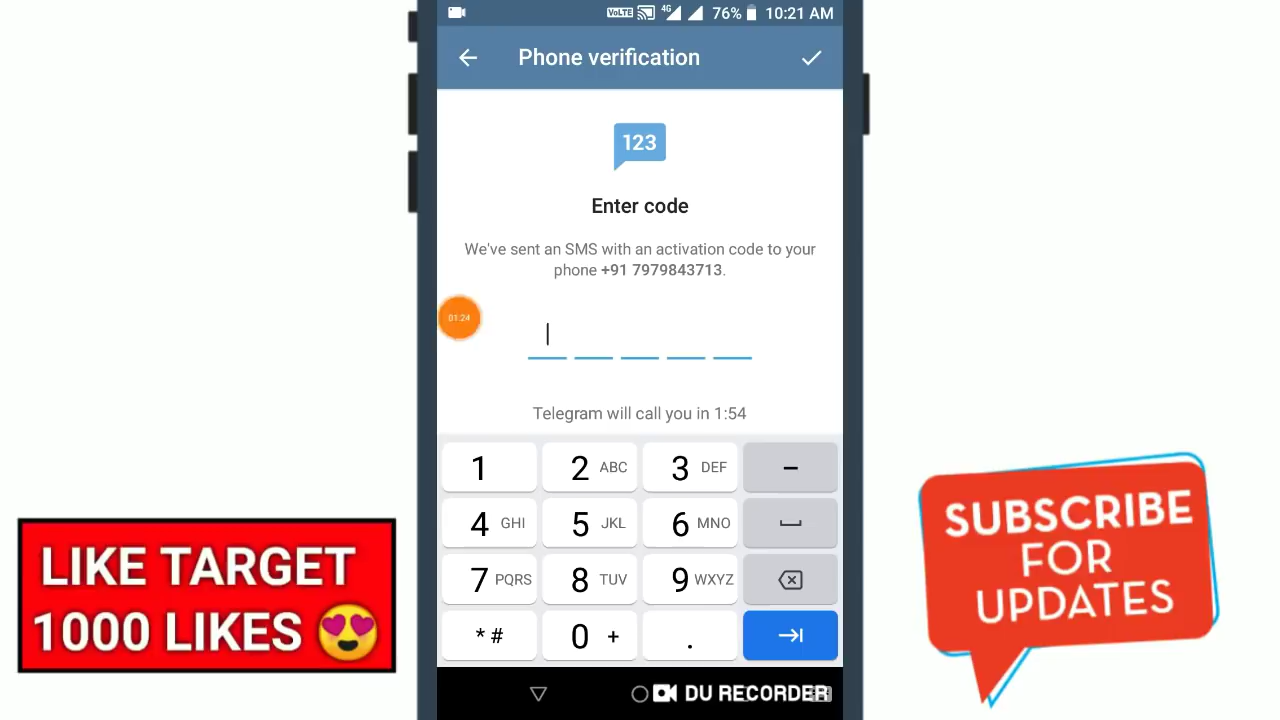 VoLTE 4G 76% 10:21 AM
Phone verification
123
Enter code
We've sent an SMS with an activation code to your
phone +91 7979843713.
01:24
Telegram will call you in 1:54
1 2 ABC 3 DEF –
4 GHI 5 JKL 6 MNO
7 PQRS 8 TUV 9 WXYZ
* # 0 + .
DU RECORDER
LIKE TARGET
1000 LIKES 😍
SUBSCRIBE
FOR
UPDATES